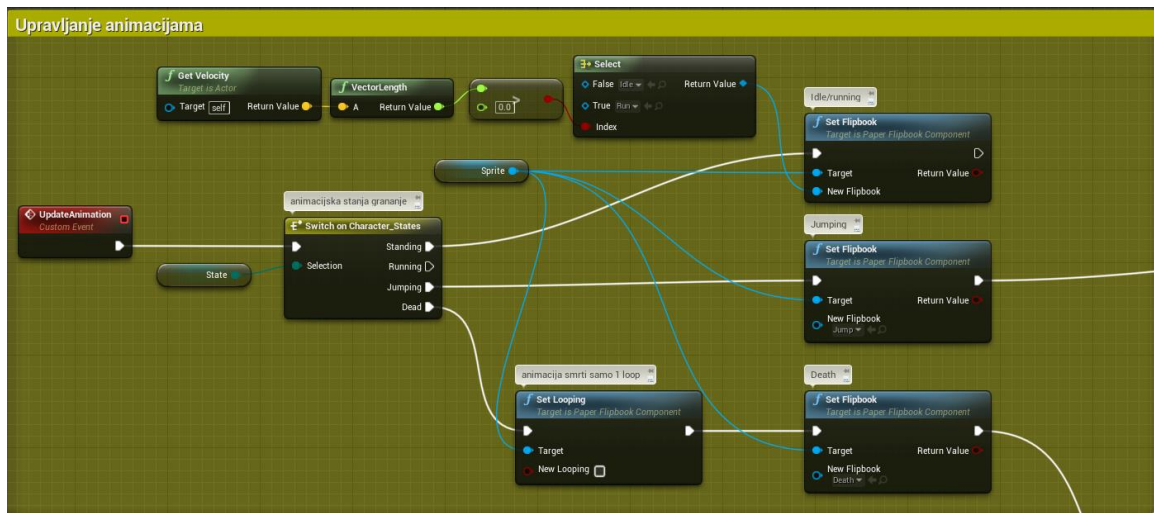 Upravljanje animacijama
Get Velocity
Target is Actor
Target self Return Value
VectorLength
A Return Value
>
0.0
Select
False Idle Return Value
True Run
Index
Sprite
Idle/running
Set Flipbook
Target is Paper Flipbook Component
Target Return Value
New Flipbook
UpdateAnimation
Custom Event
State
animacijska stanja grananje
Switch on Character_States
Standing
Selection Running
Jumping
Dead
Jumping
Set Flipbook
Target is Paper Flipbook Component
Target Return Value
New Flipbook
Jump
animacija smrti samo 1 loop
Set Looping
Target is Paper Flipbook Component
Target
New Looping
Death
Set Flipbook
Target is Paper Flipbook Component
Target Return Value
New Flipbook
Death